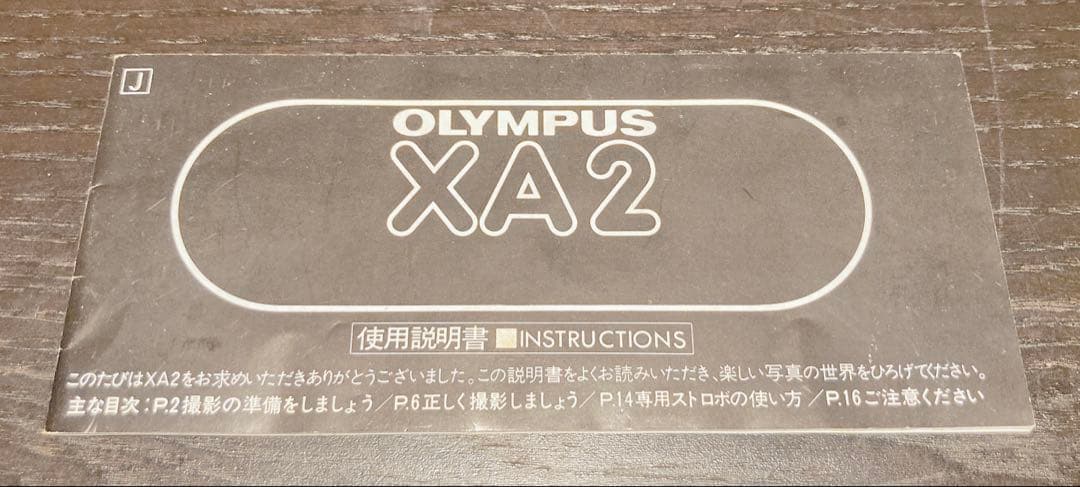 J
OLYMPUS
XA2
使用説明書 INSTRUCTIONS
このたびはXA2をお求めいただきありがとうございました。この説明書をよくお読みいただき、楽しい写真の世界をひろげてください。
主な目次:P.2撮影の準備をしましょう/P.6正しく撮影しましょう/P.14専用ストロボの使い方/P.16ご注意ください